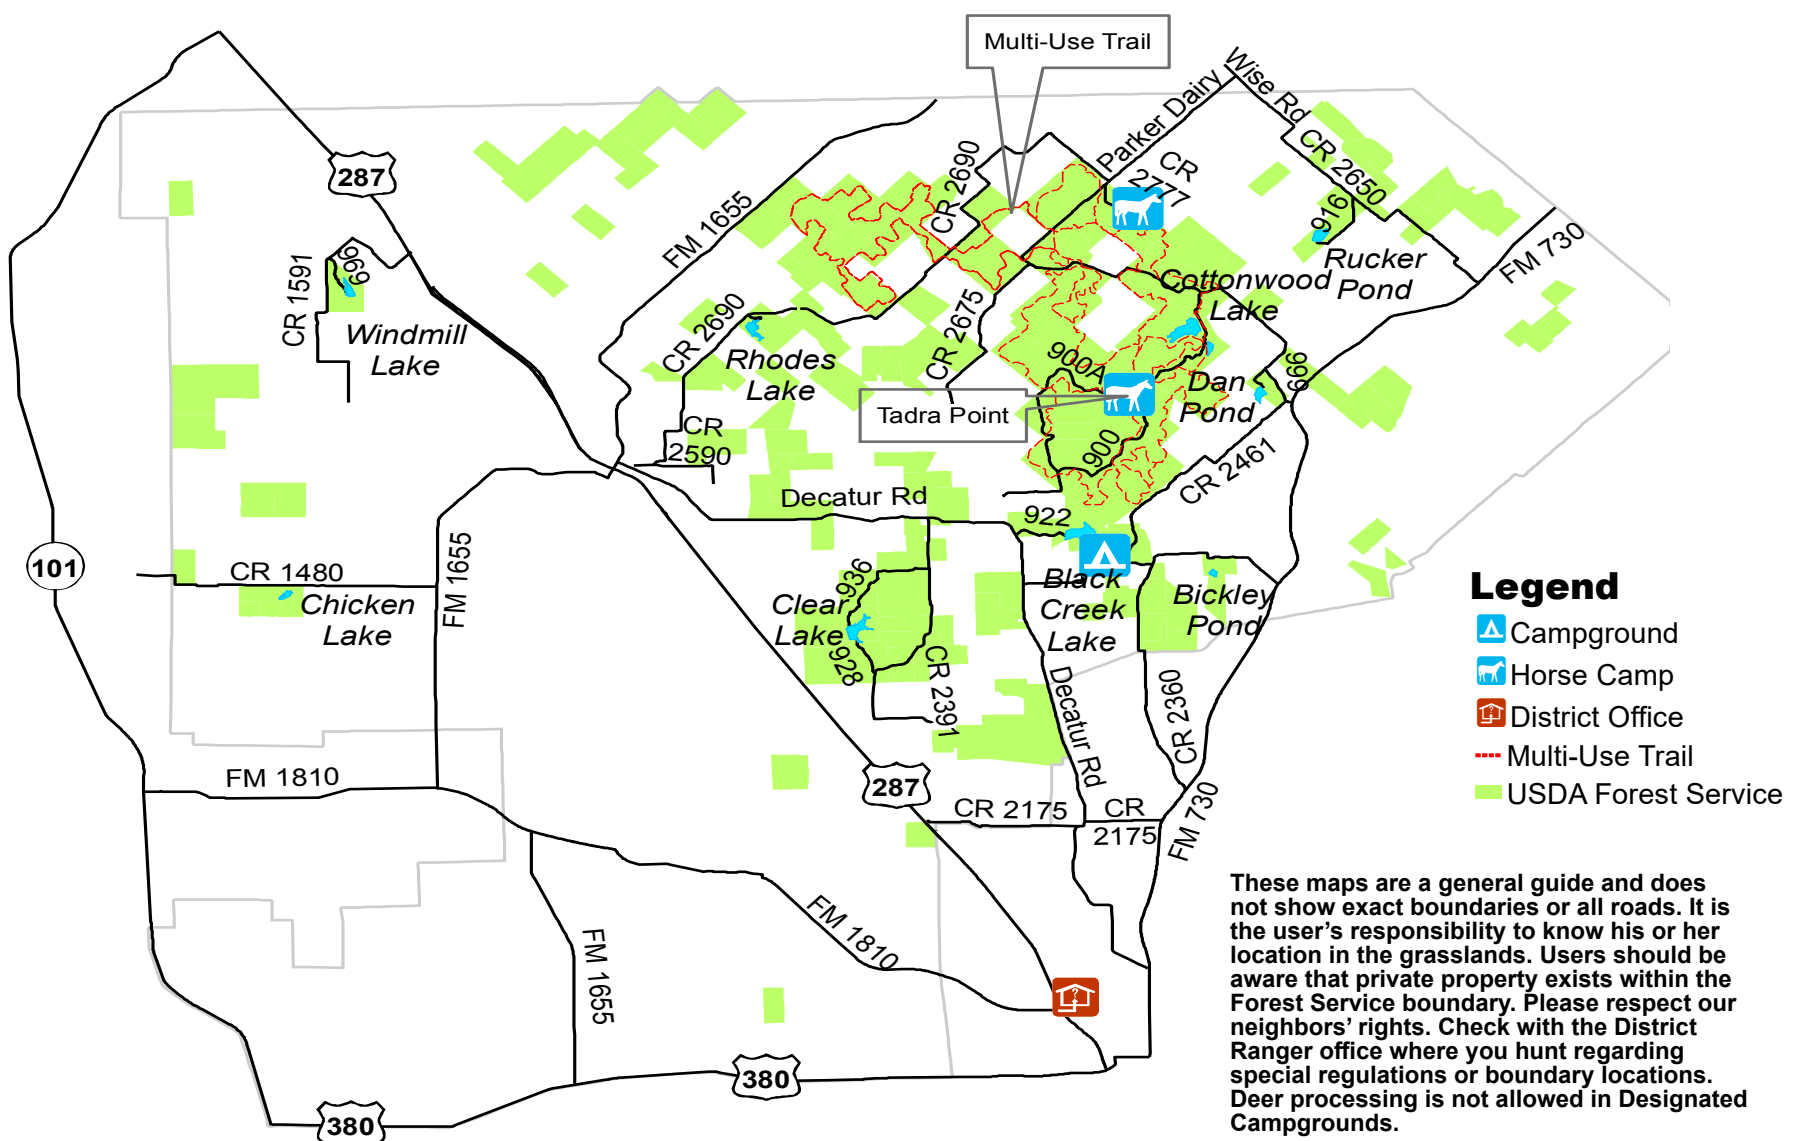 Multi-Use Trail
Wise Rd
Parker Dairy
CR 2650
CR
2777
CR 2690
287
FM 1655
916
Rucker
Pond
FM 730
Cottonwood
Lake
CR 1591
969
Windmill
Lake
CR 2690
Rhodes
Lake
CR 2675
900A
Dan
Pond
999
Tadra Point
CR
2590
900
CR 2461
Decatur Rd
922
101
CR 1480
FM 1655
Chicken
Lake
936
Clear
Lake
928
CR 2391
Black
Creek
Lake
Bickley
Pond
Decatur Rd
CR 2360
FM 1810
287
CR 2175
CR
2175
FM 730
FM 1810
FM 1655
380
380
Legend
Campground
Horse Camp
District Office
Multi-Use Trail
USDA Forest Service
These maps are a general guide and does
not show exact boundaries or all roads. It is
the user's responsibility to know his or her
location in the grasslands. Users should be
aware that private property exists within the
Forest Service boundary. Please respect our
neighbors' rights. Check with the District
Ranger office where you hunt regarding
special regulations or boundary locations.
Deer processing is not allowed in Designated
Campgrounds.